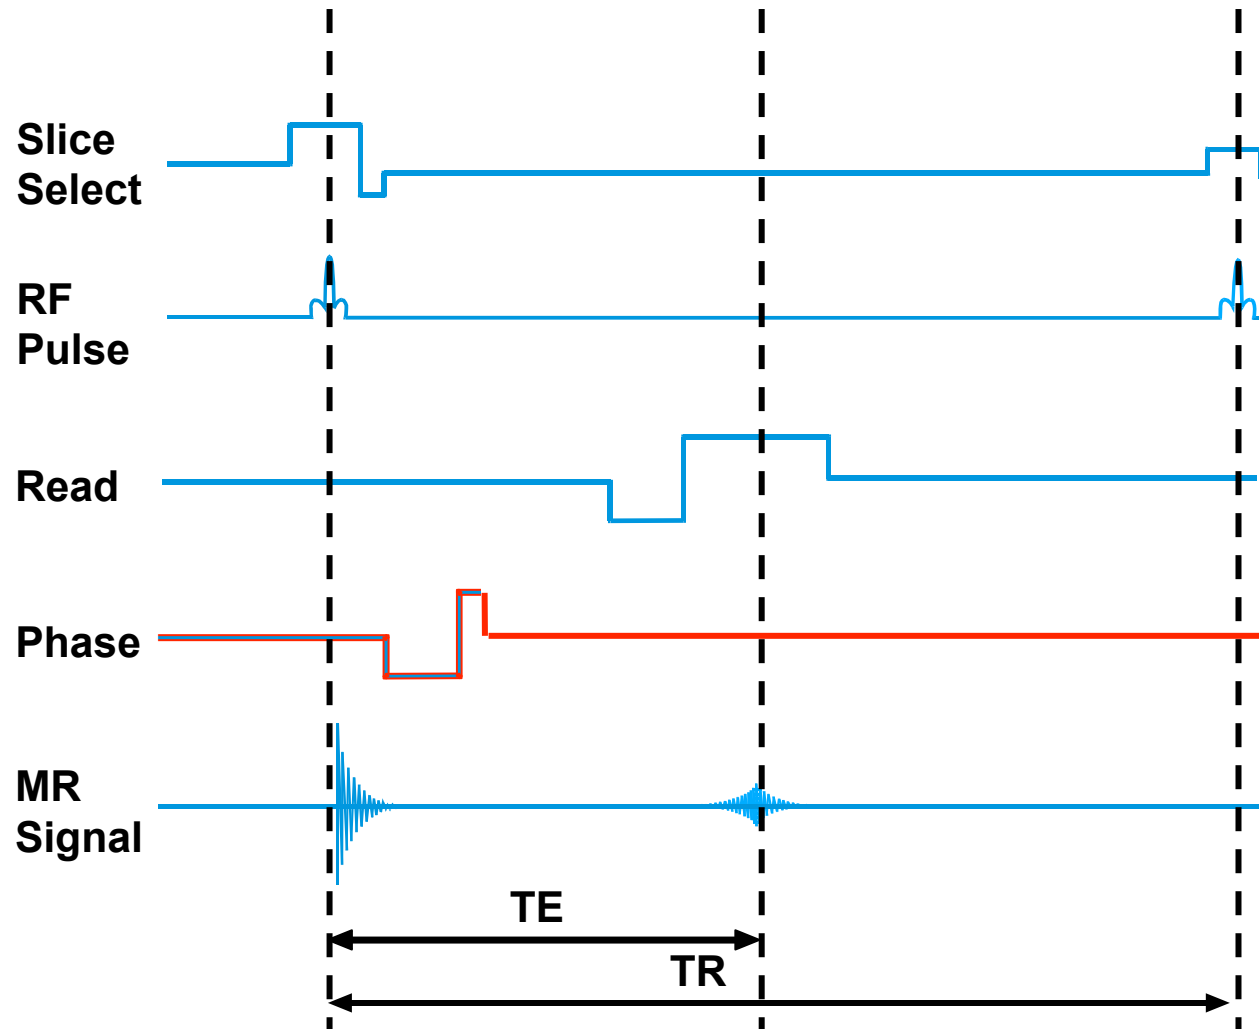 Slice
Select
RF
Pulse
Read
Phase
MR
Signal
TE
TR